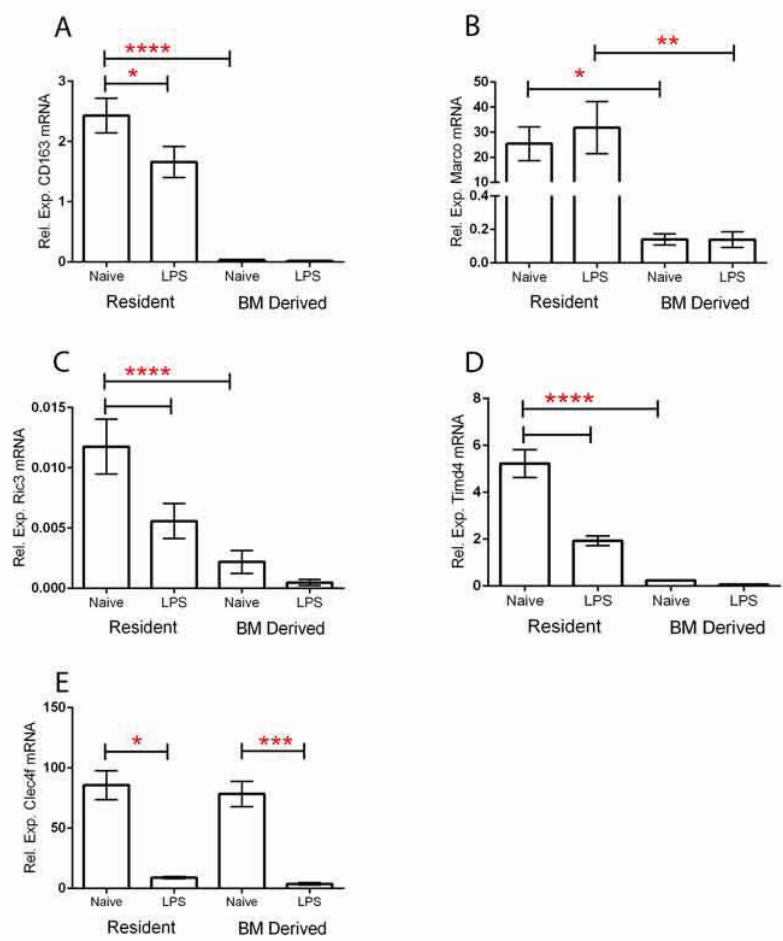 A
****
*
Rel. Exp. CD163 mRNA
3
2
1
0
Naive LPS Naive LPS
Resident BM Derived
B
**
*
Rel. Exp. Marco mRNA
50
40
30
20
10
0.4
0.2
0.0
Naive LPS Naive LPS
Resident BM Derived
C
****
Rel. Exp. Ric3 mRNA
0.015
0.010
0.005
0.000
Naive LPS Naive LPS
Resident BM Derived
D
****
Rel. Exp. Timd4 mRNA
8
6
4
2
0
Naive LPS Naive LPS
Resident BM Derived
E
*
***
Rel. Exp. Clec4f mRNA
150
100
50
0
Naive LPS Naive LPS
Resident BM Derived